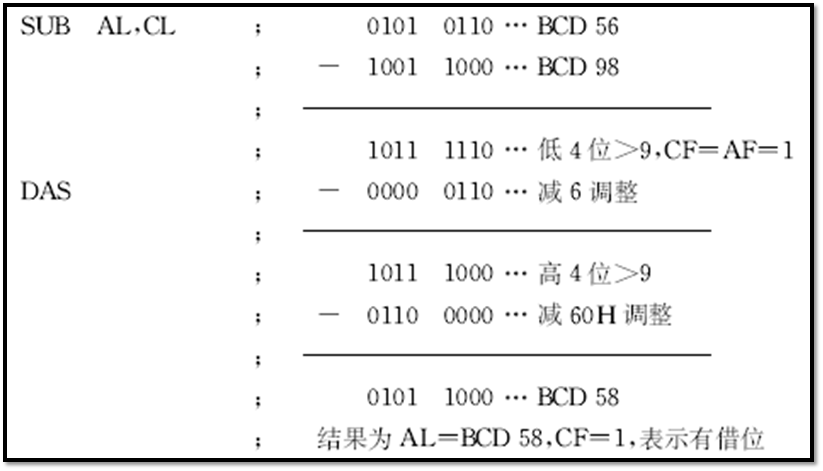 SUB AL,CL ; 0101 0110 … BCD 56
; － 1001 1000 … BCD 98
;
; 1011 1110 … 低 4 位＞9,CF＝AF＝1
DAS ; － 0000 0110 … 减 6 调整
;
; 1011 1000 … 高 4 位＞9
; － 0110 0000 … 减 60H 调整
;
; 0101 1000 … BCD 58
; 结果为 AL＝BCD 58,CF＝1,表示有借位